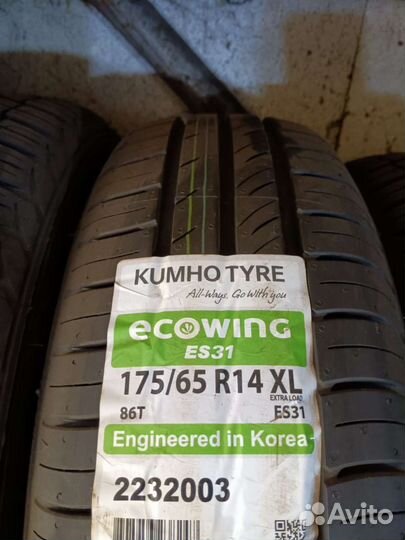 KUMHO TYRE
All-Ways, Go With you
ecowing
ES31
175/65 R14 XL
EXTRA LOAD
86T ES31
Engineered in Korea
2232003
Avito